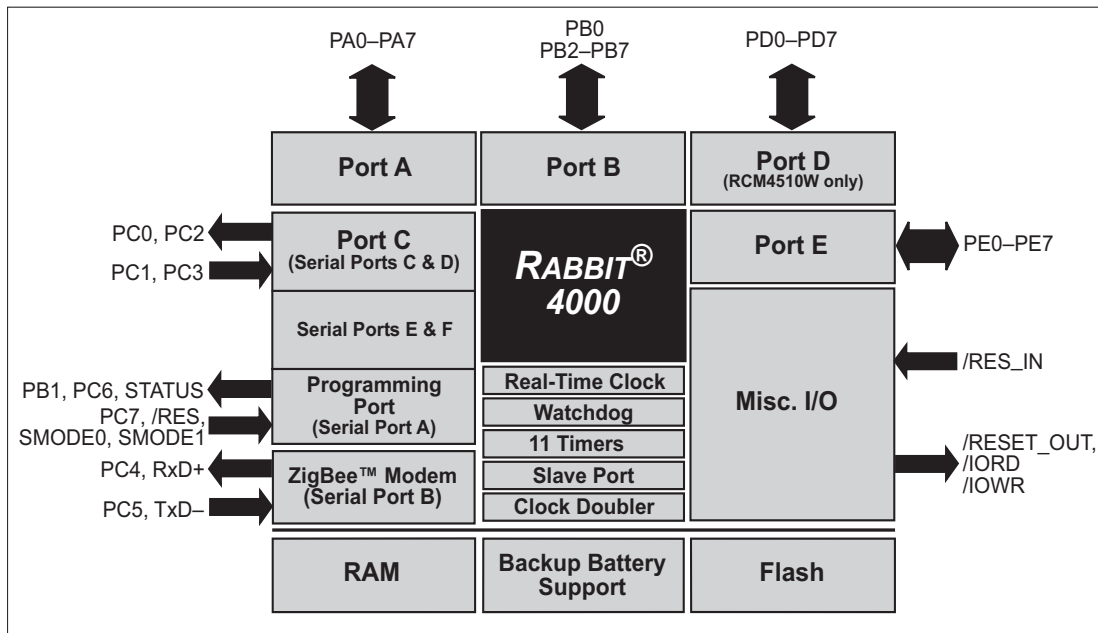 PA0–PA7
PB0
PB2–PB7
PD0–PD7
Port A
Port B
Port D
(RCM4510W only)
PC0, PC2
PC1, PC3
Port C
(Serial Ports C & D)
RABBIT®
4000
Port E
PE0–PE7
Serial Ports E & F
PB1, PC6, STATUS
PC7, /RES,
SMODE0, SMODE1
Programming
Port
(Serial Port A)
Real-Time Clock
Watchdog
11 Timers
Slave Port
Clock Doubler
Misc. I/O
/RES_IN
/RESET_OUT,
/IORD
/IOWR
PC4, RxD+
PC5, TxD–
ZigBee™ Modem
(Serial Port B)
RAM
Backup Battery
Support
Flash